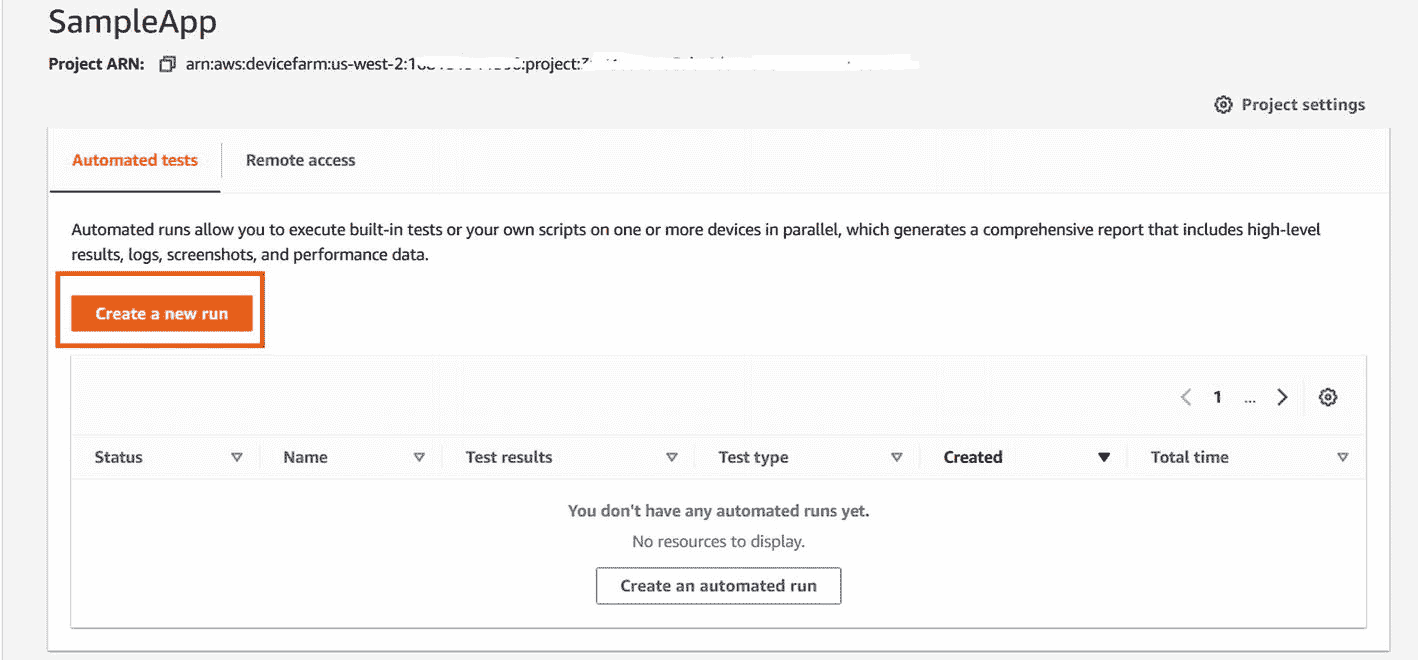 SampleApp
Project ARN: arn:aws:devicefarm:us-west-2: :project:
Project settings
Automated tests Remote access
Automated runs allow you to execute built-in tests or your own scripts on one or more devices in parallel, which generates a comprehensive report that includes high-level
results, logs, screenshots, and performance data.
Create a new run
1 ...
Status Name Test results Test type Created Total time
You don't have any automated runs yet.
No resources to display.
Create an automated run